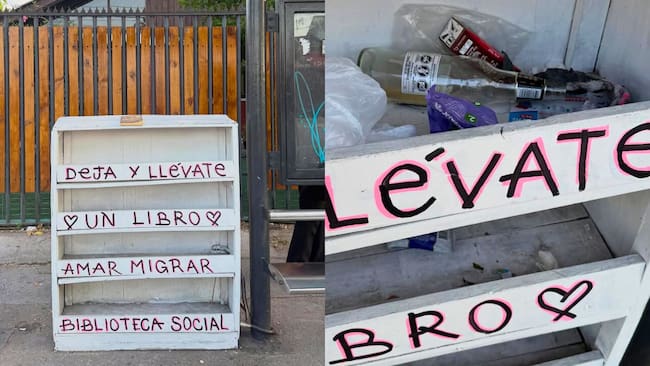 DEJA Y LLÉVATE
♡UN LIBRO♡
AMAR MIGRAR
BIBLIOTECA SOCIAL
Llévate
BRO♡